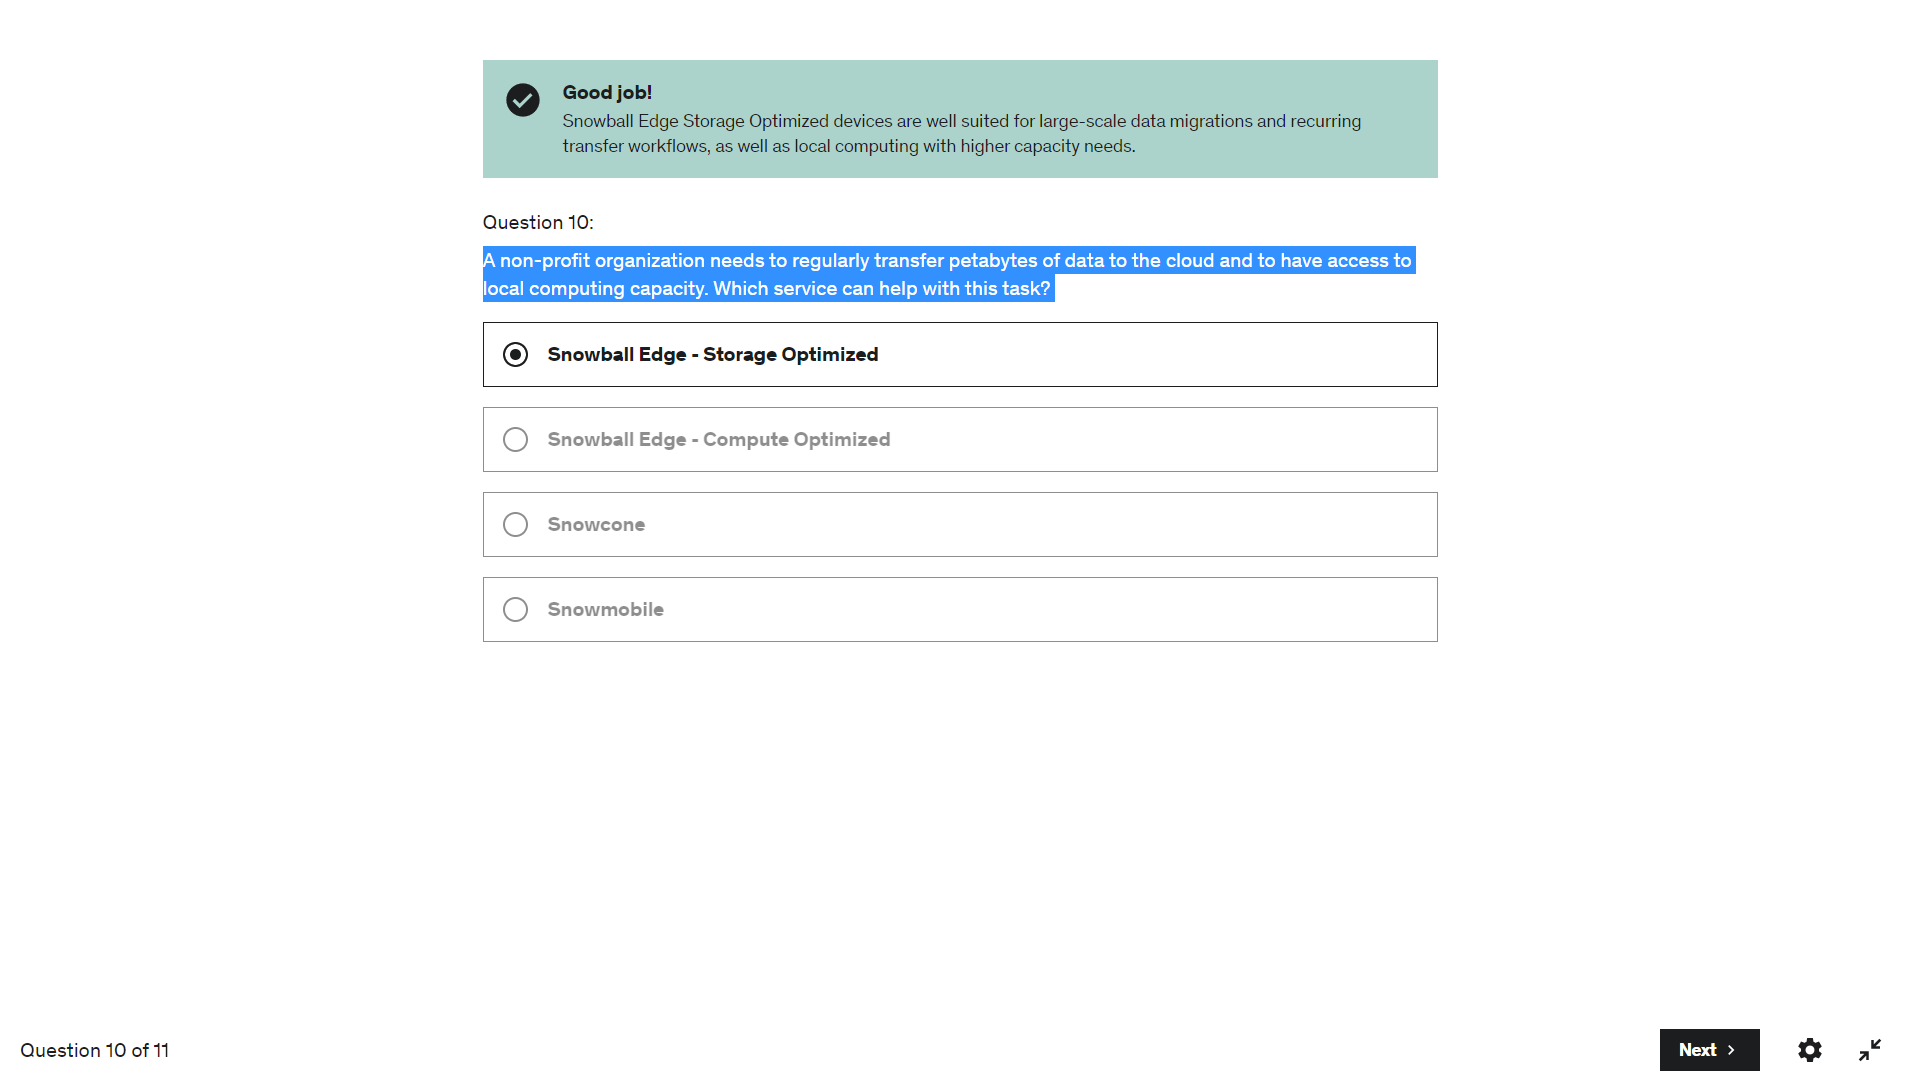 Good job!
Snowball Edge Storage Optimized devices are well suited for large-scale data migrations and recurring
transfer workflows, as well as local computing with higher capacity needs.
Question 10:
A non-profit organization needs to regularly transfer petabytes of data to the cloud and to have access to
local computing capacity. Which service can help with this task?
Snowball Edge - Storage Optimized
Snowball Edge - Compute Optimized
Snowcone
Snowmobile
Question 10 of 11
Next